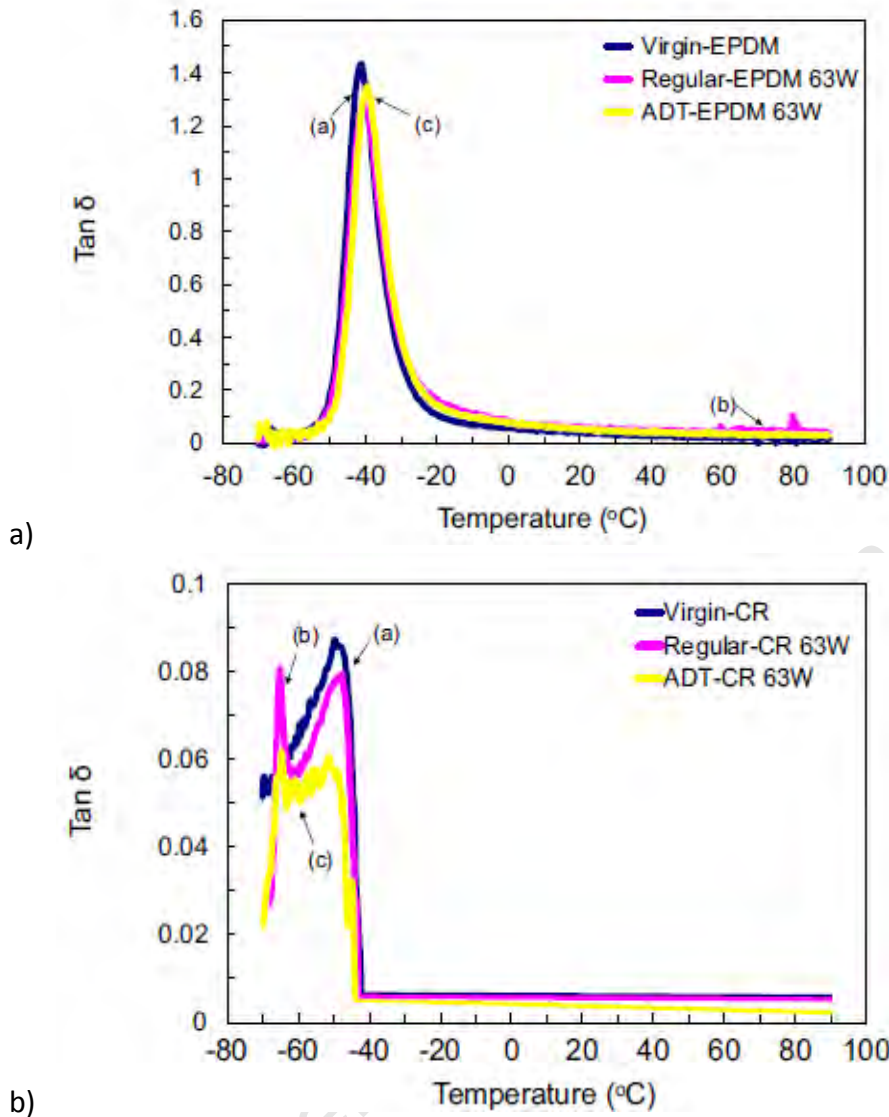 1.6
1.4
1.2
1
0.8
0.6
0.4
0.2
0
Tan δ
Virgin-EPDM
Regular-EPDM 63W
ADT-EPDM 63W
(a)
(c)
(b)
-80 -60 -40 -20 0 20 40 60 80 100
Temperature (°C)
a)
0.1
0.08
0.06
0.04
0.02
0
Tan δ
Virgin-CR
Regular-CR 63W
ADT-CR 63W
(b)
(a)
(c)
-80 -60 -40 -20 0 20 40 60 80 100
Temperature (°C)
b)